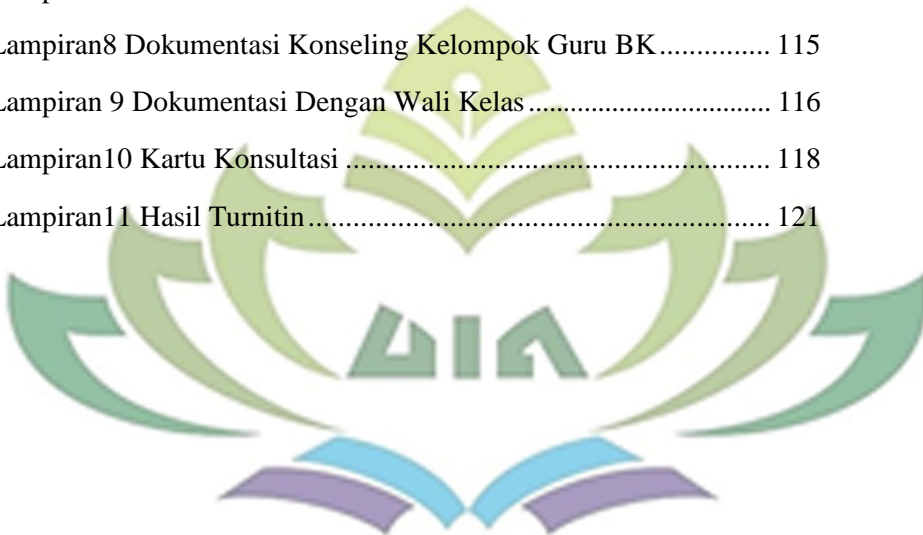 Lampiran8 Dokumentasi Konseling Kelompok Guru BK ............... 115
Lampiran 9 Dokumentasi Dengan Wali Kelas ................................... 116
Lampiran10 Kartu Konsultasi .............................................................. 118
Lampiran11 Hasil Turnitin .................................................................... 121
UIN